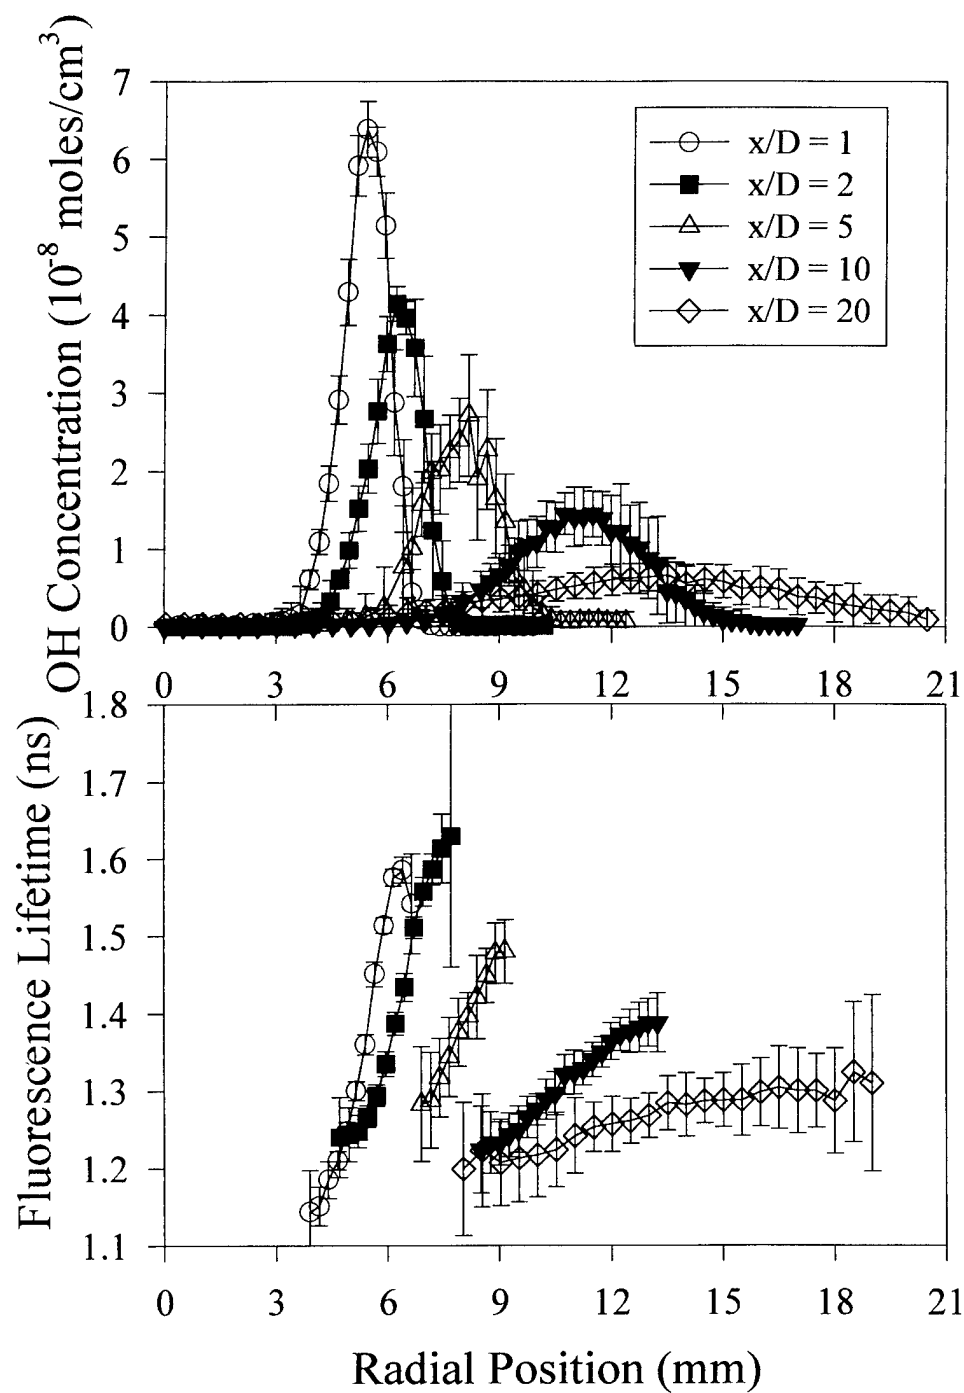 OH Concentration (10⁻⁸ moles/cm³)
7
6
5
4
3
2
1
0
x/D = 1
x/D = 2
x/D = 5
x/D = 10
x/D = 20
0 3 6 9 12 15 18 21
Fluorescence Lifetime (ns)
1.8
1.7
1.6
1.5
1.4
1.3
1.2
1.1
0 3 6 9 12 15 18 21
Radial Position (mm)